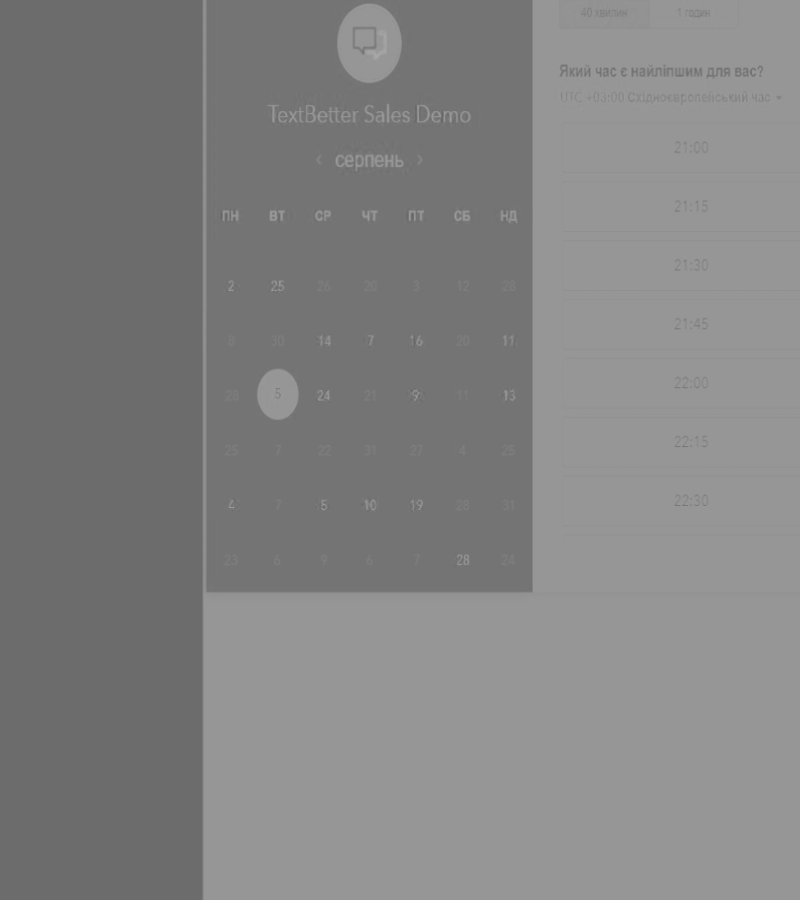 TextBetter Sales Demo
‹ серпень ›
ПН ВТ СР ЧТ ПТ СБ НД
2 25 26 20 3 12 28
8 30 14 7 16 20 11
28 5 24 21 9 11 13
25 7 22 31 27 4 25
4 7 5 10 19 28 31
23 6 9 6 7 28 24
40 хвилин 1 годин
Який час є найліпшим для вас?
UTC +03:00 Східноєвропейський час
21:00
21:15
21:30
21:45
22:00
22:15
22:30